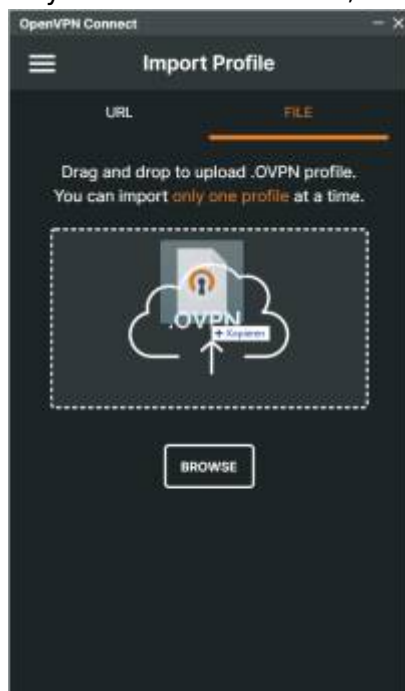 OpenVPN Connect
Import Profile
URL
FILE
Drag and drop to upload .OVPN profile.
You can import only one profile at a time.
.OVPN
+ Kopieren
BROWSE